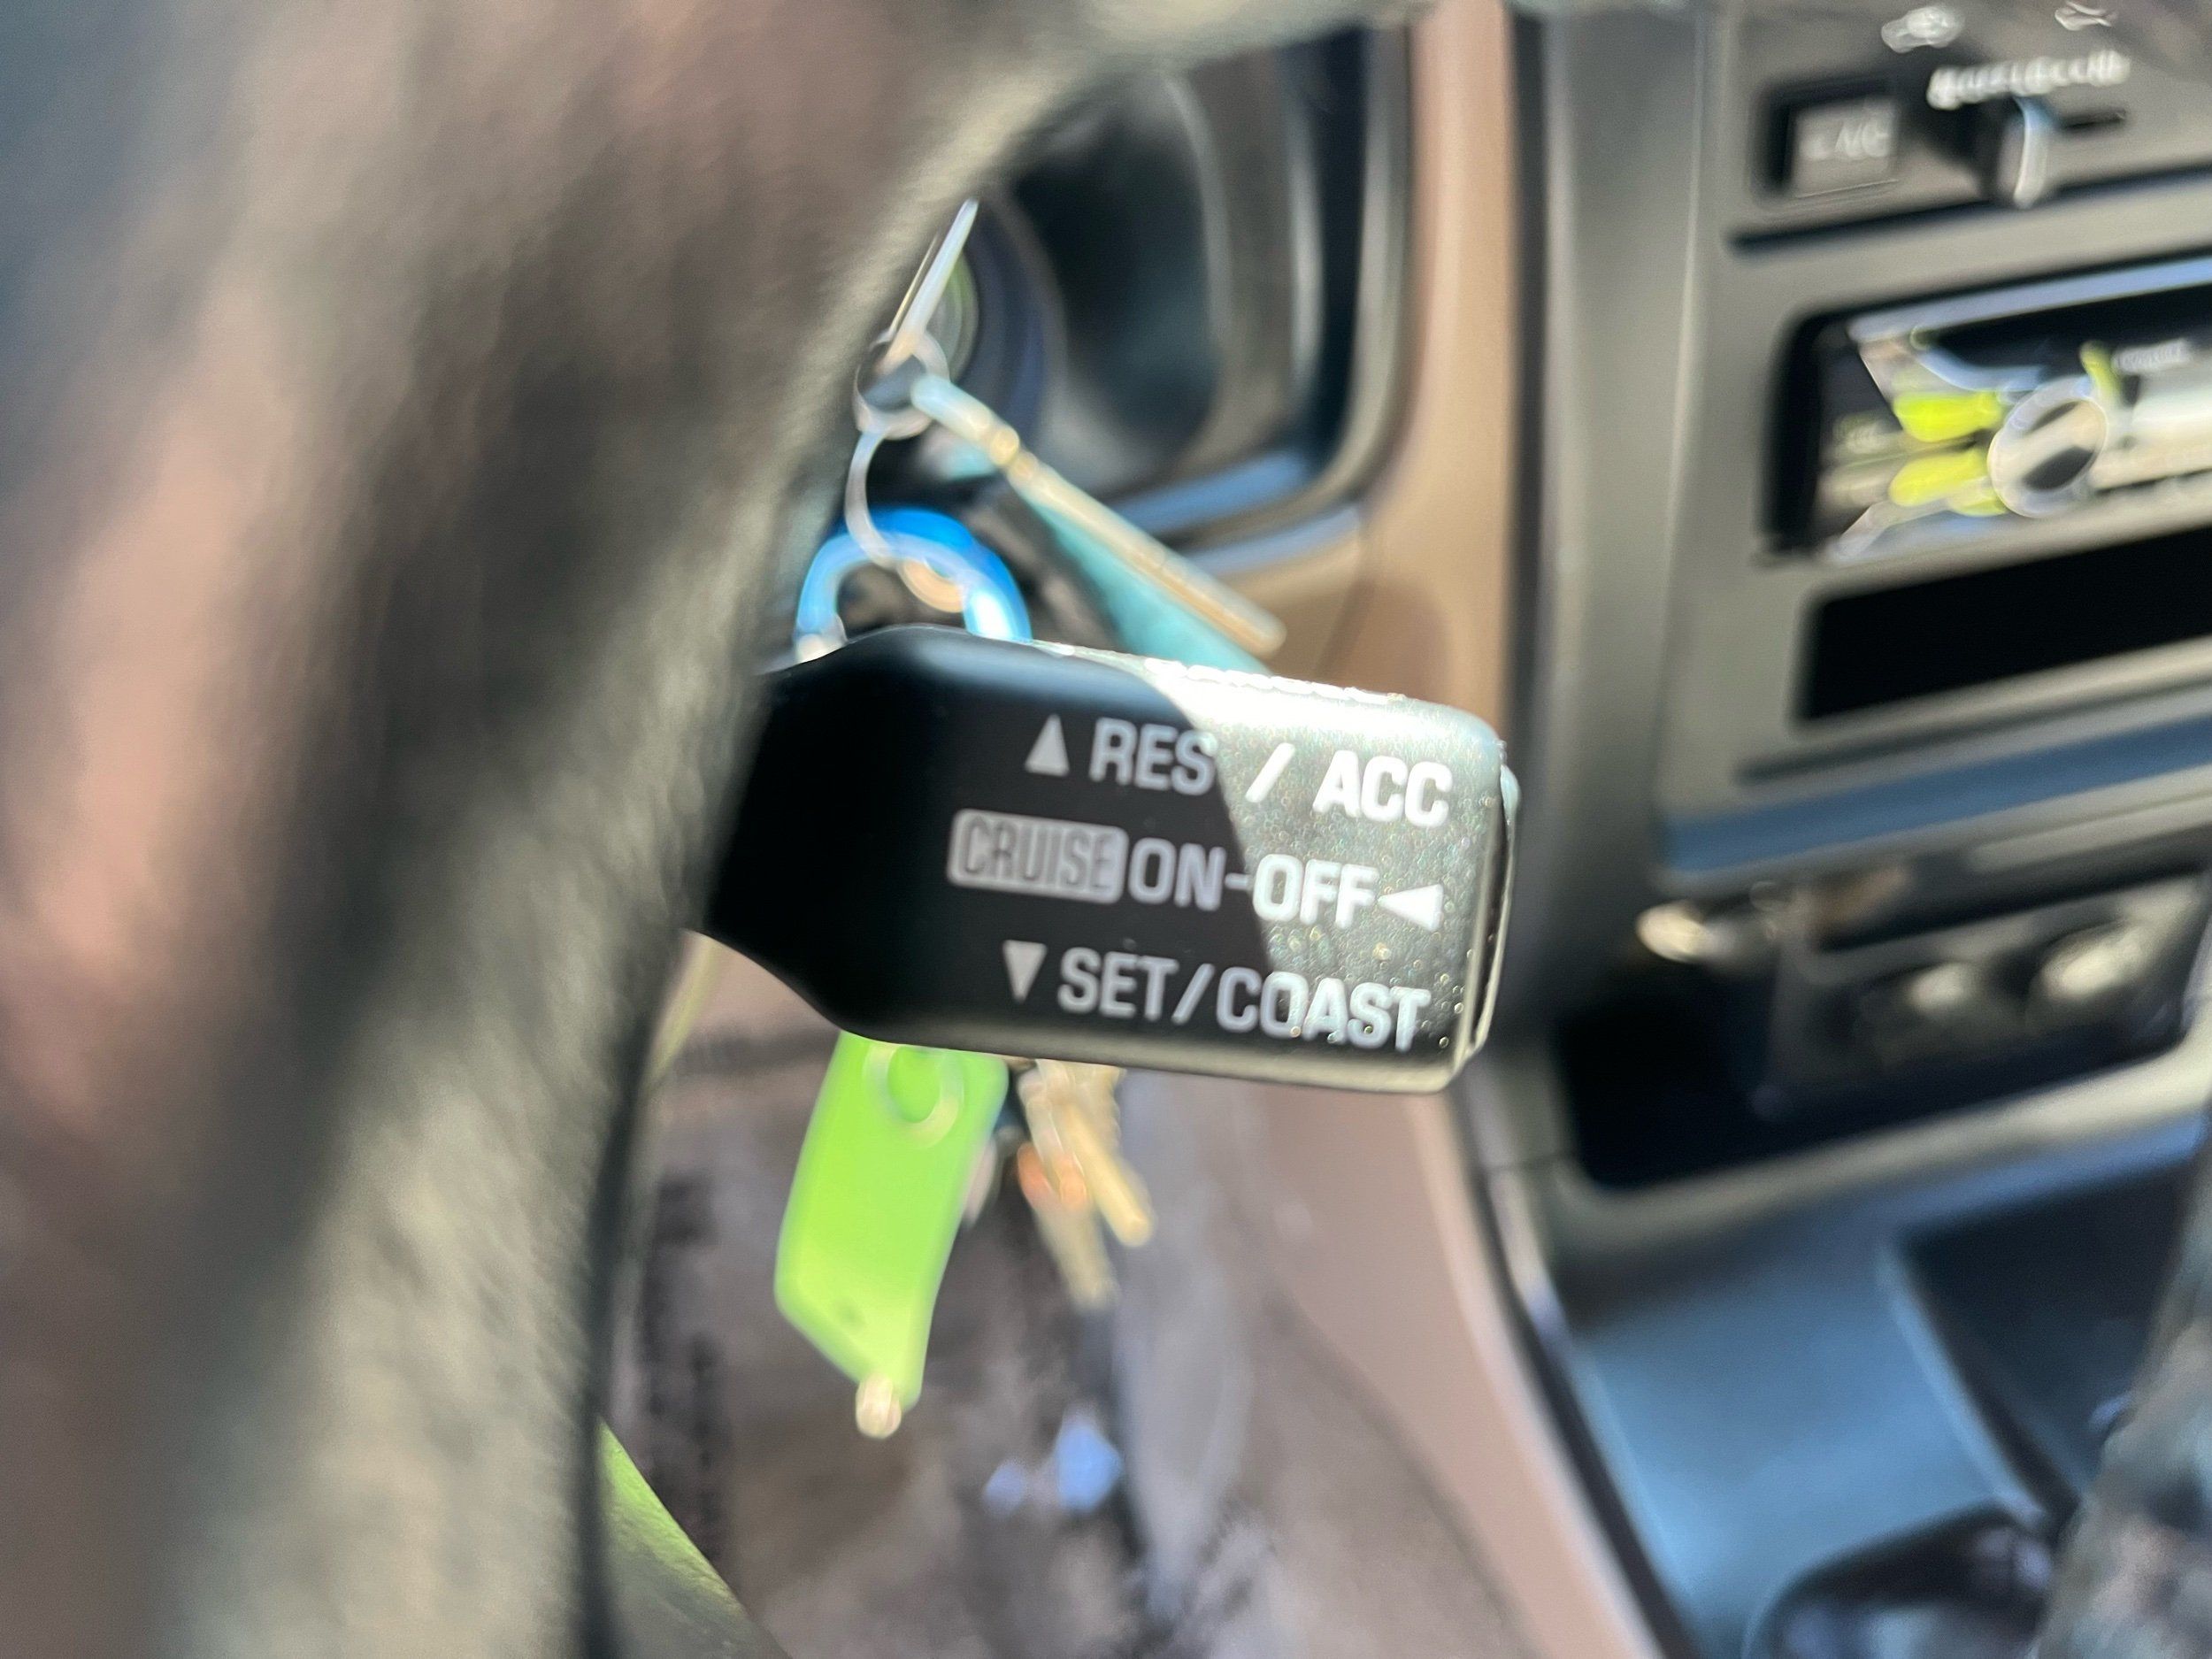 ▲ RES / ACC
CRUISE ON-OFF◀
▼ SET/COAST